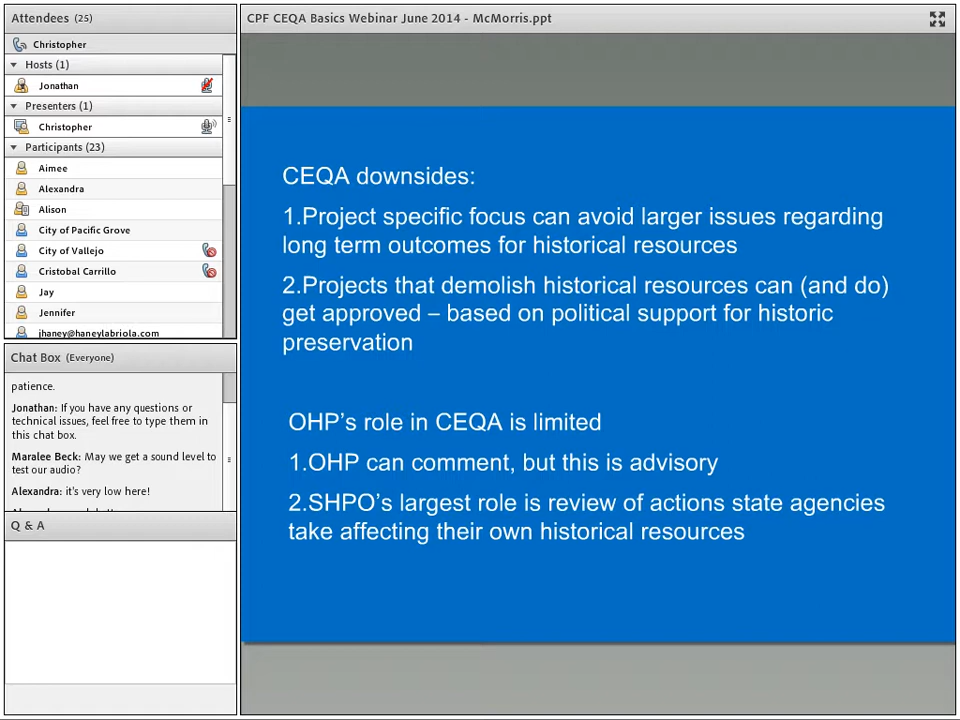 Attendees (25)
Christopher
Hosts (1)
Jonathan
Presenters (1)
Christopher
Participants (23)
Aimee
Alexandra
Alison
City of Pacific Grove
City of Vallejo
Cristobal Carrillo
Jay
Jennifer
jhaney@haneylabriola.com
Chat Box (Everyone)
patience.
Jonathan: If you have any questions or
technical issues, feel free to type them in
this chat box.
Maralee Beck: May we get a sound level to
test our audio?
Alexandra: it's very low here!
Q & A
CPF CEQA Basics Webinar June 2014 - McMorris.ppt
CEQA downsides:
1.Project specific focus can avoid larger issues regarding
long term outcomes for historical resources
2.Projects that demolish historical resources can (and do)
get approved – based on political support for historic
preservation
OHP's role in CEQA is limited
1.OHP can comment, but this is advisory
2.SHPO's largest role is review of actions state agencies
take affecting their own historical resources